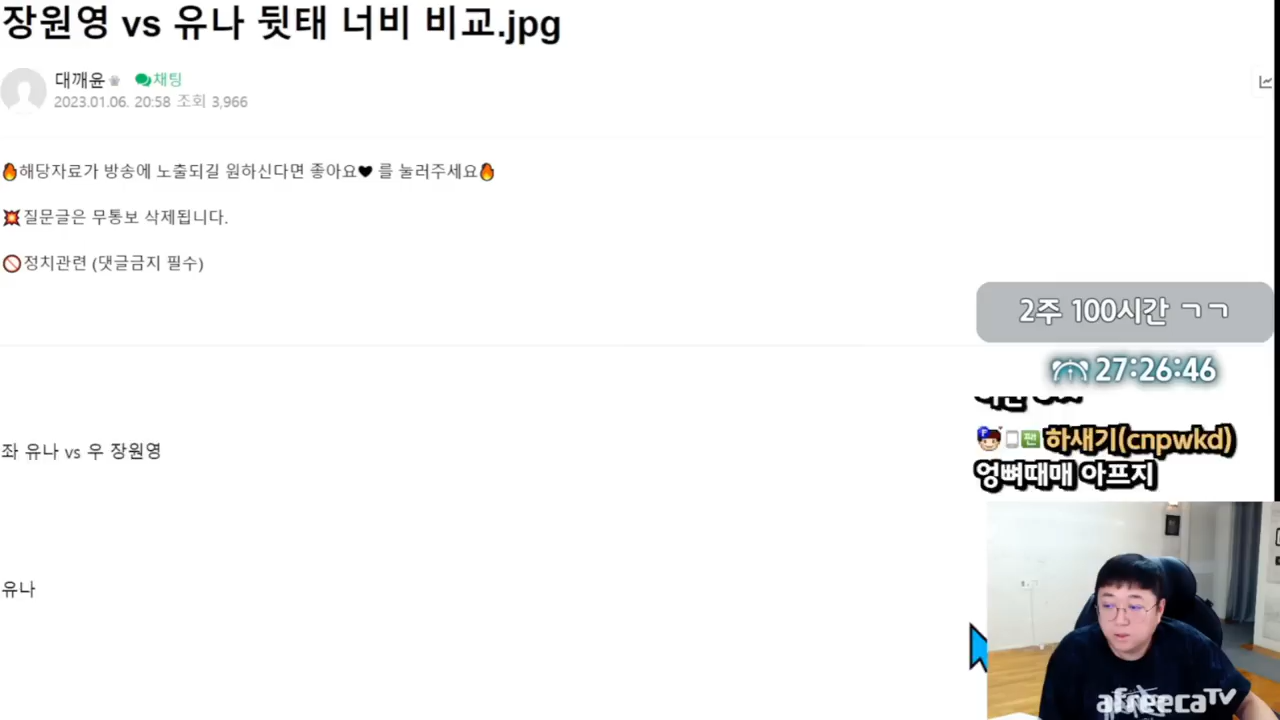 장원영 vs 유나 뒷태 너비 비교.jpg
대깨윤 채팅
2023.01.06. 20:58 조회 3,966
해당자료가 방송에 노출되길 원하신다면 좋아요🖤 를 눌러주세요
질문글은 무통보 삭제됩니다.
정치관련 (댓글금지 필수)
2주 100시간 ㄱㄱ
27:26:46
하새기(cnpwkd)
엉뼈때매 아프지
좌 유나 vs 우 장원영
유나
afreecaTV